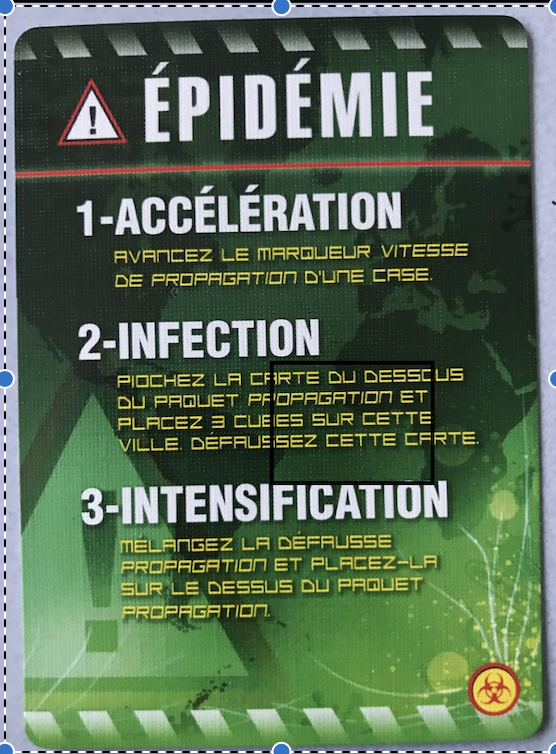 ÉPIDÉMIE
1-ACCÉLÉRATION
AVANCEZ LE MARQUEUR VITESSE
DE PROPAGATION D'UNE CASE.
2-INFECTION
PIOCHEZ LA CARTE DU DESSOUS
DU PAQUET PROPAGATION ET
PLACEZ 3 CUBES SUR CETTE
VILLE. DÉFAUSSEZ CETTE CARTE.
3-INTENSIFICATION
MÉLANGEZ LA DÉFAUSSE
PROPAGATION ET PLACEZ-LA
SUR LE DESSUS DU PAQUET
PROPAGATION.